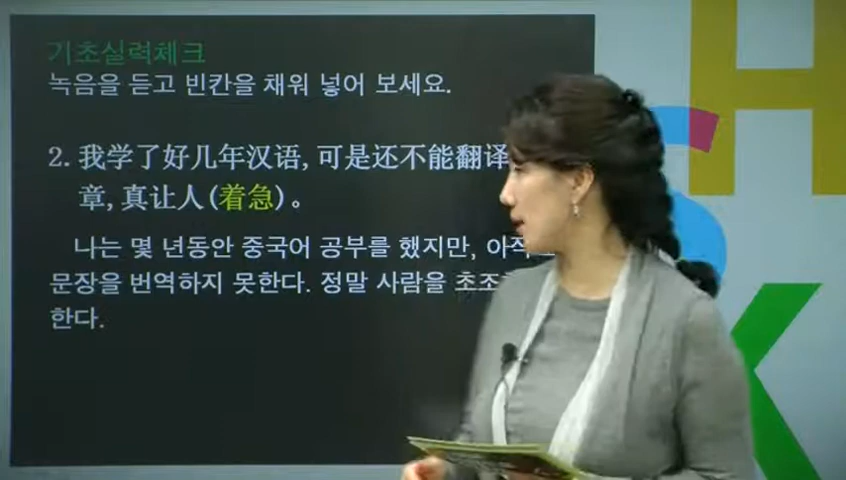 기초실력체크
녹음을 듣고 빈칸을 채워 넣어 보세요.
2. 我学了好几年汉语, 可是还不能翻译
章, 真让人(着急)。
나는 몇 년동안 중국어 공부를 했지만, 아직
문장을 번역하지 못한다. 정말 사람을 초조
한다.
H
S
K